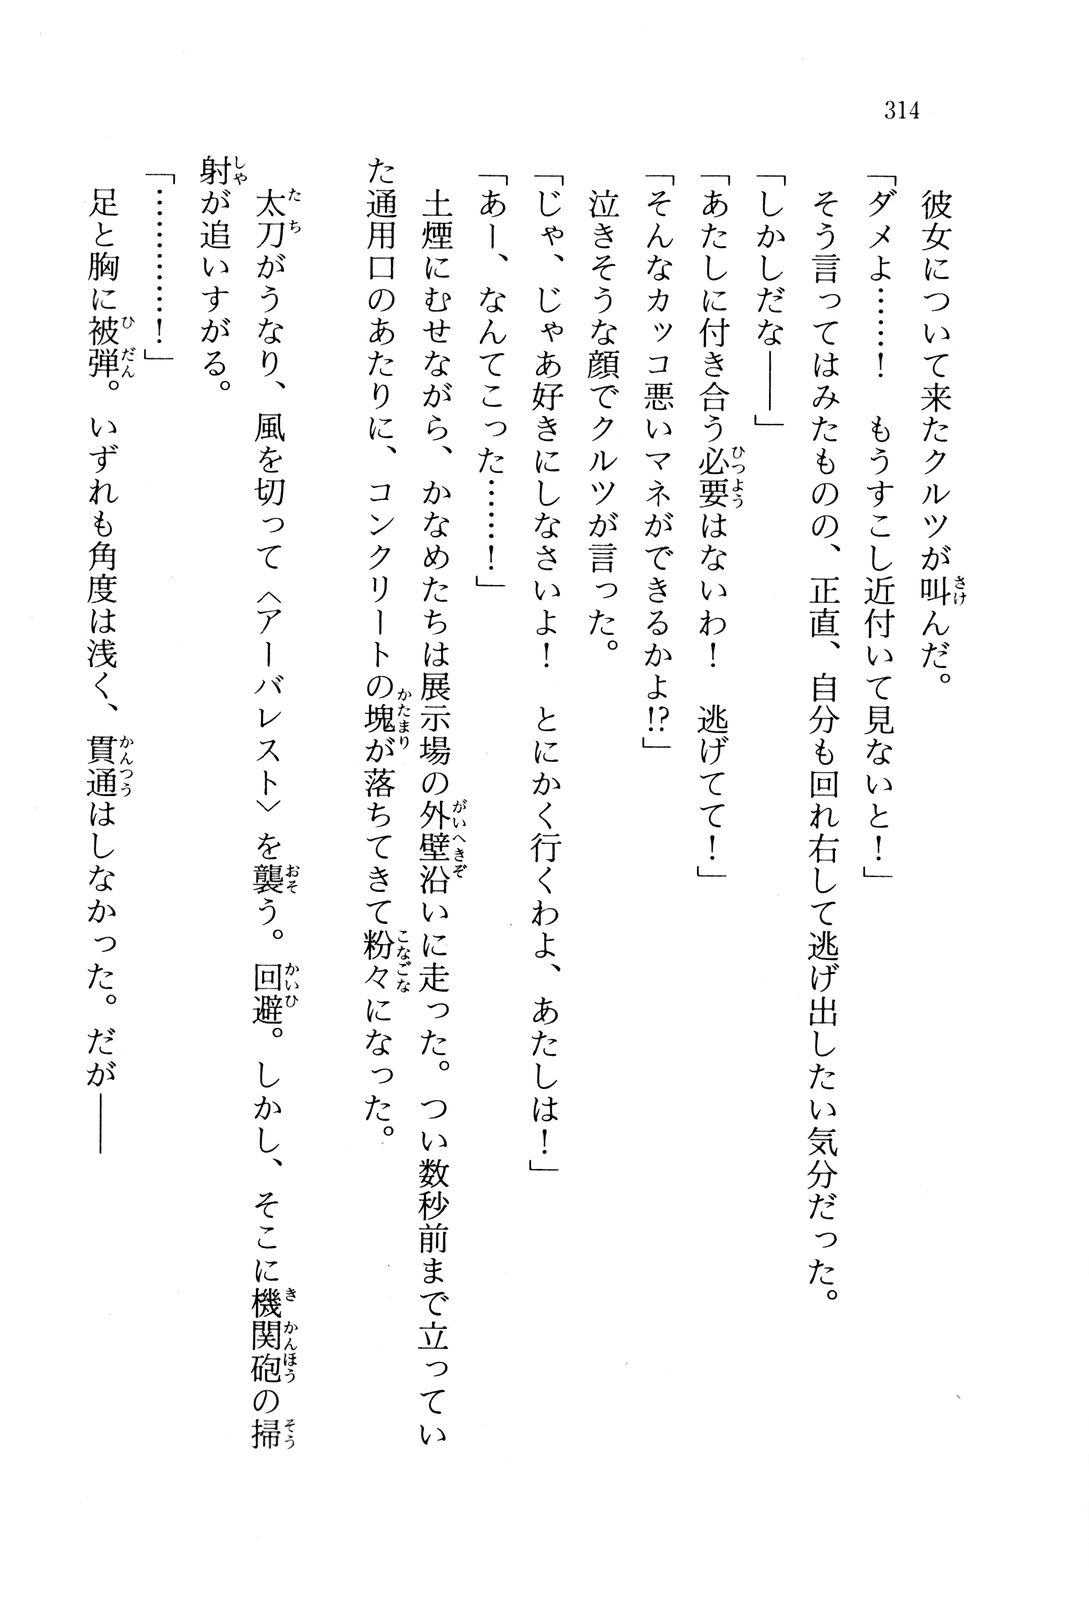 314
彼女について来たクルツが叫んだ。
「ダメよ……！　もうすこし近付いて見ないと！」
そう言ってはみたものの、正直、自分も回れ右して逃げ出したい気分だった。
「しかしだな――」
「あたしに付き合う必要はないわ！　逃げてて！」
「そんなカッコ悪いマネができるかよ!?」
泣きそうな顔でクルツが言った。
「じゃ、じゃあ好きにしなさいよ！　とにかく行くわよ、あたしは！」
「あー、なんてこった……！」
土煙にむせながら、かなめたちは展示場の外壁沿いに走った。つい数秒前まで立ってい
た通用口のあたりに、コンクリートの塊が落ちてきて粉々になった。
太刀がうなり、風を切って〈アーバレスト〉を襲う。回避。しかし、そこに機関砲の掃
射が追いすがる。
「…………！」
足と胸に被弾。いずれも角度は浅く、貫通はしなかった。だが――